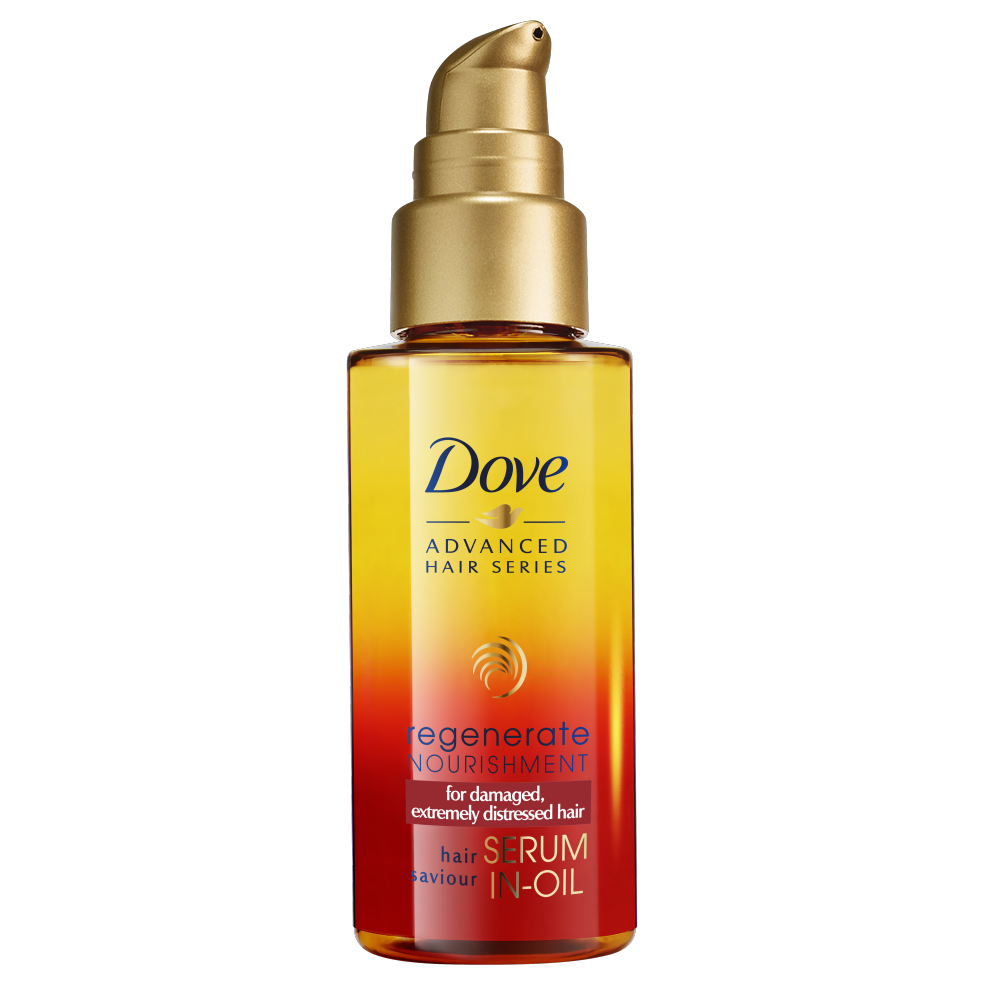 Dove
ADVANCED
HAIR SERIES
regenerate
NOURISHMENT
for damaged,
extremely distressed hair
hair saviour SERUM
IN-OIL